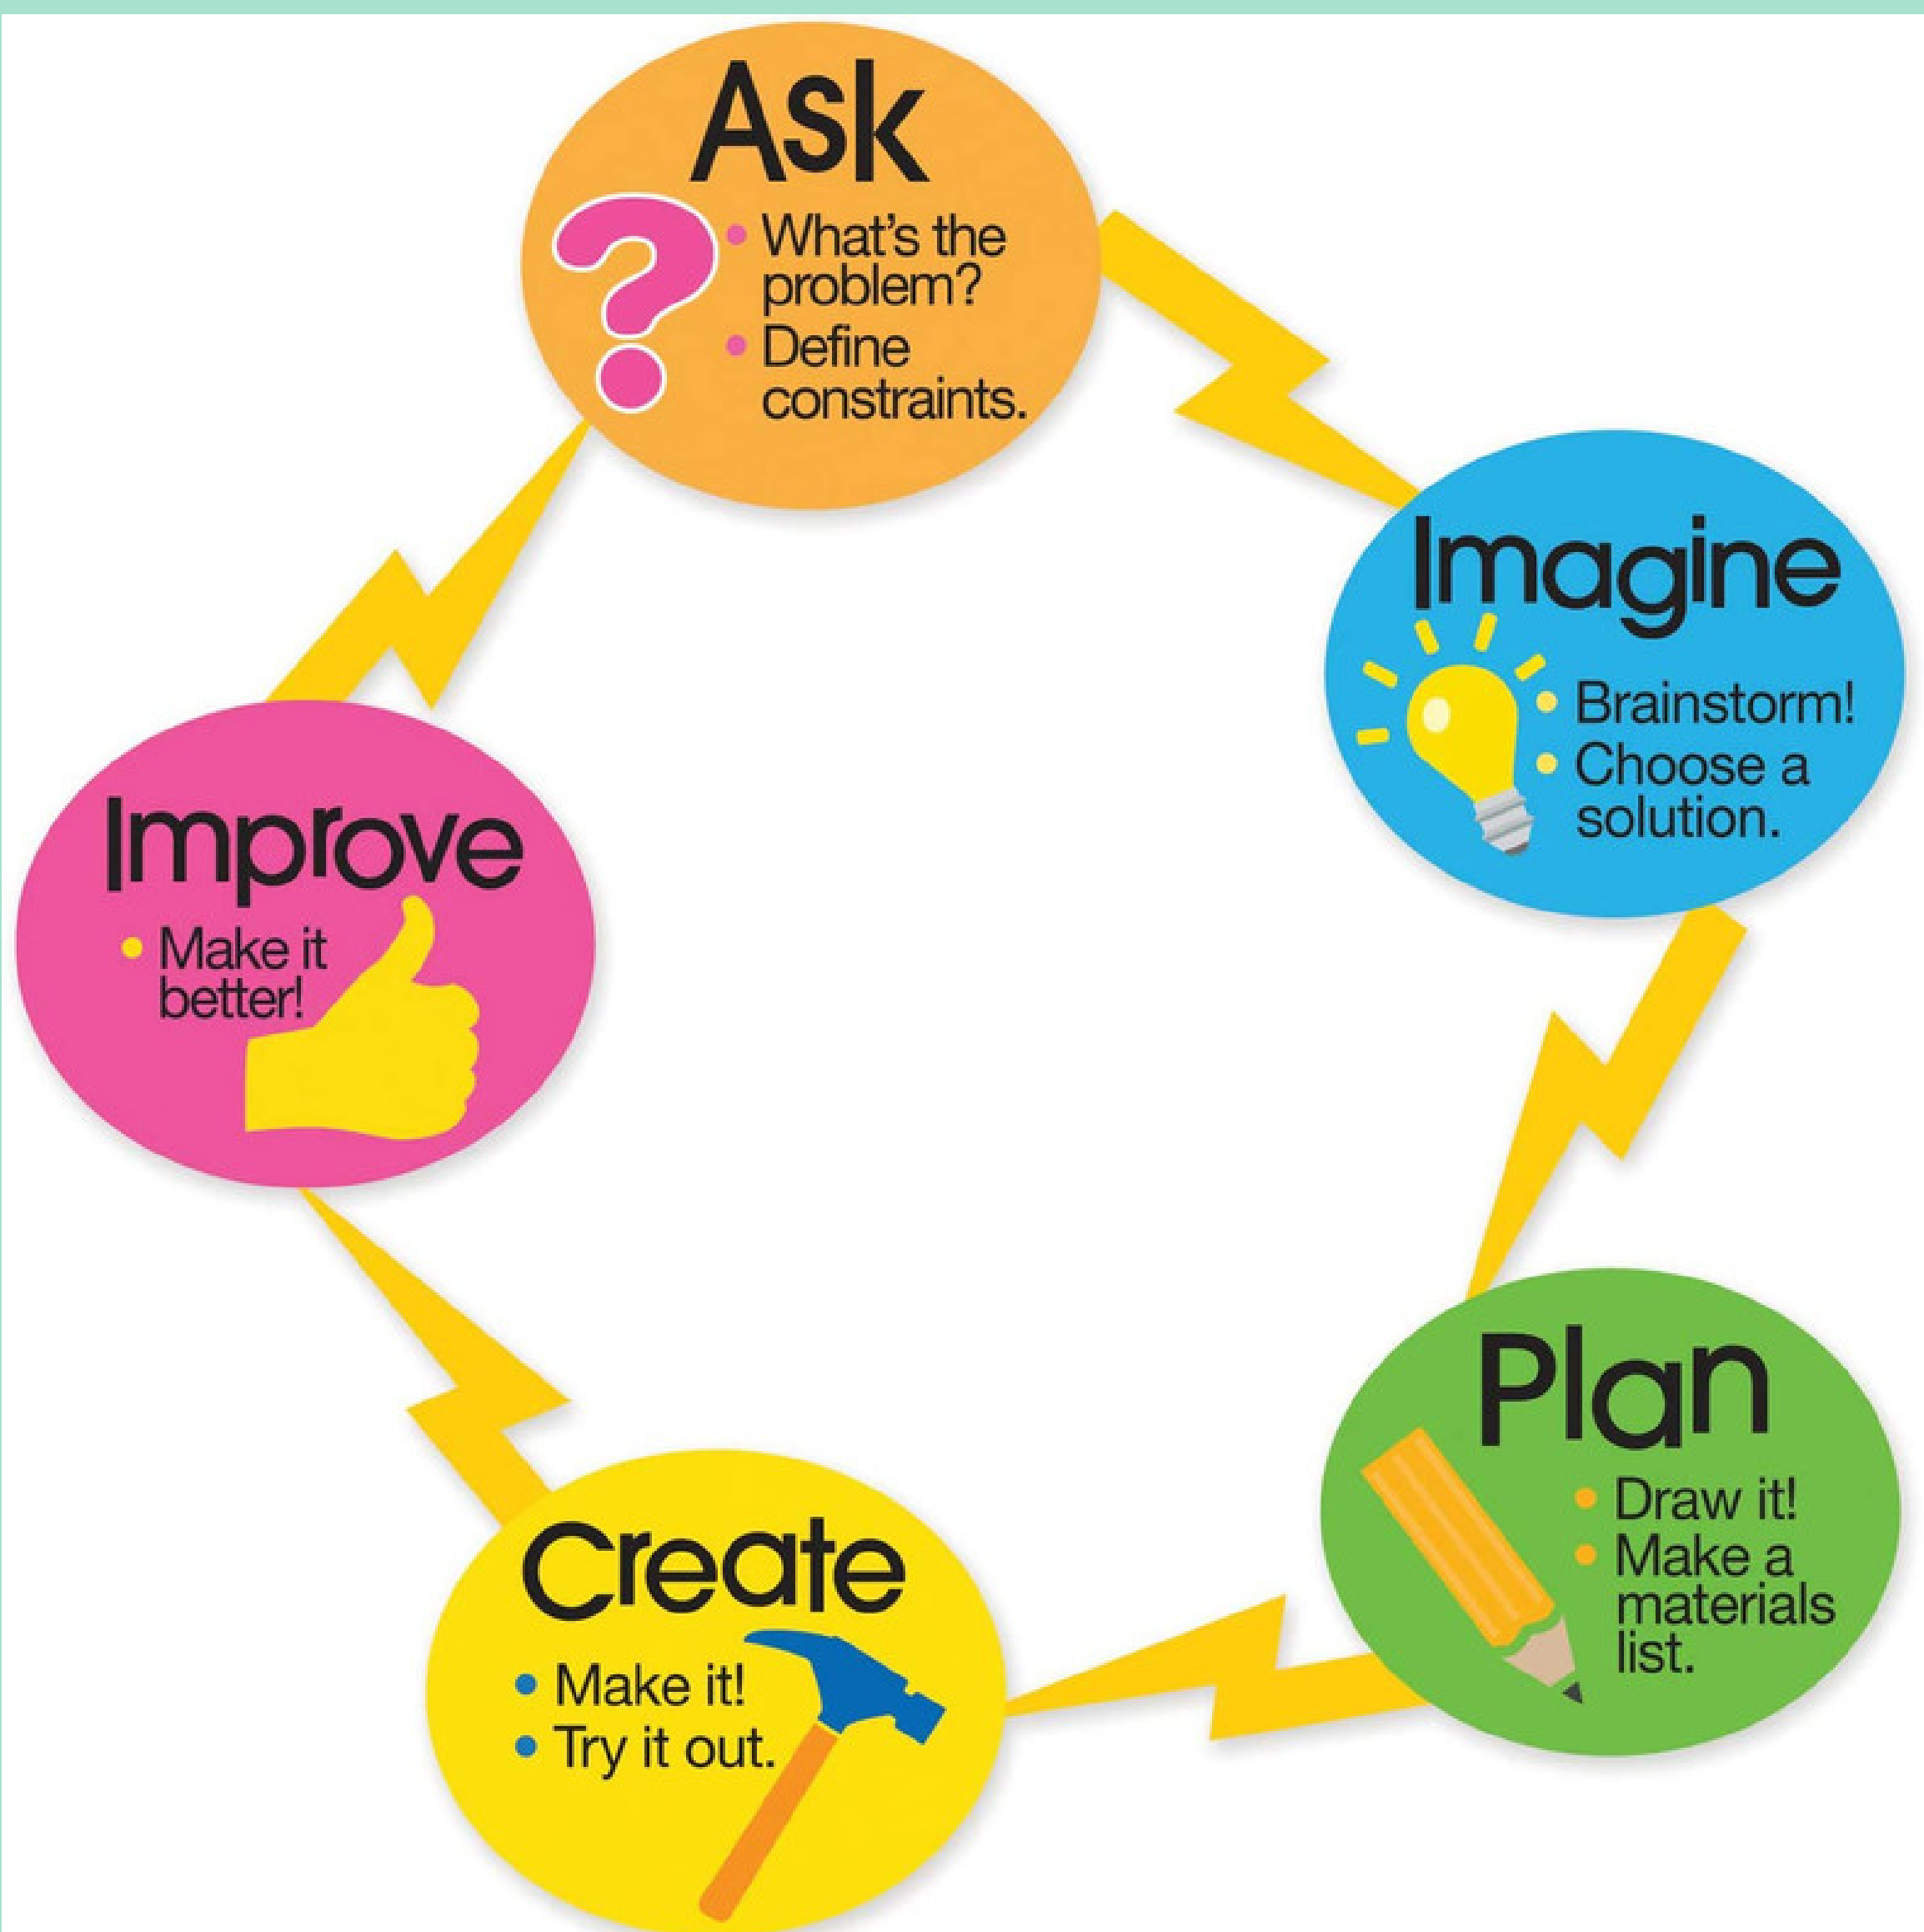 Ask
• What's the
problem?
• Define
constraints.
Imagine
• Brainstorm!
• Choose a
solution.
Plan
• Draw it!
• Make a
materials
list.
Create
• Make it!
• Try it out.
Improve
• Make it
better!